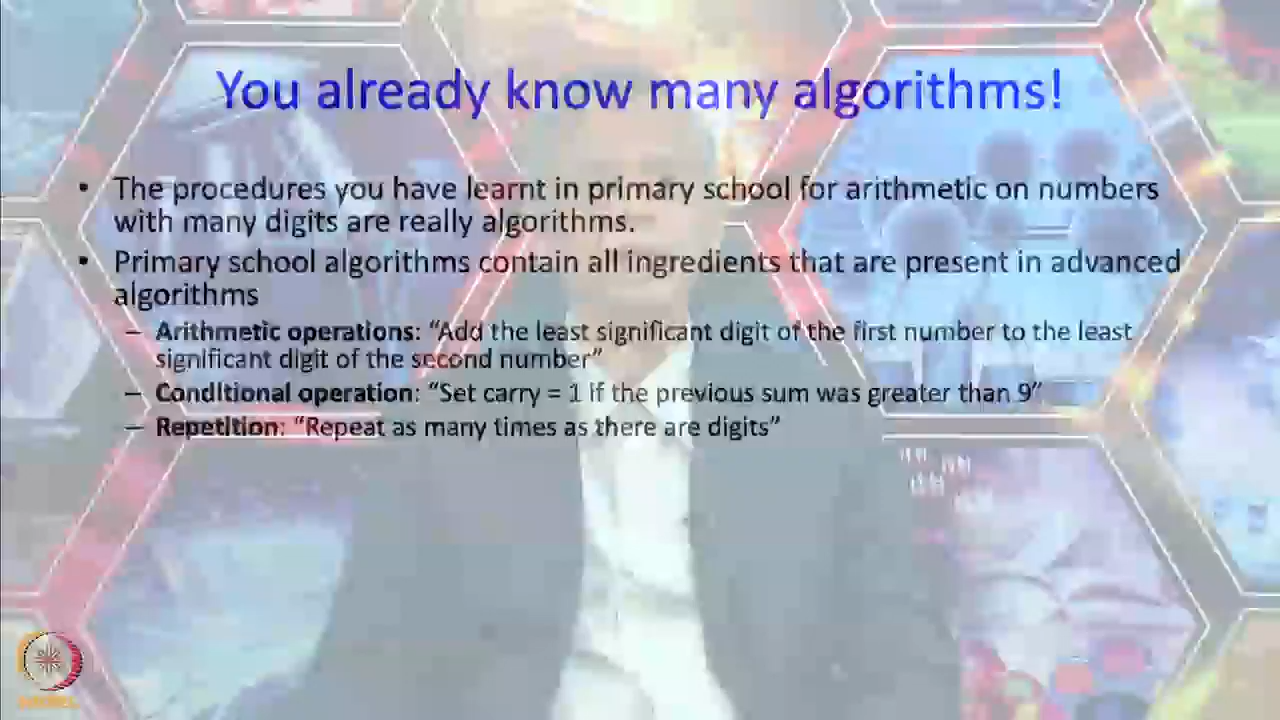 You already know many algorithms!
• The procedures you have learnt in primary school for arithmetic on numbers
with many digits are really algorithms.
• Primary school algorithms contain all ingredients that are present in advanced
algorithms
– Arithmetic operations: “Add the least significant digit of the first number to the least
significant digit of the second number”
– Conditional operation: “Set carry = 1 if the previous sum was greater than 9”
– Repetition: “Repeat as many times as there are digits”